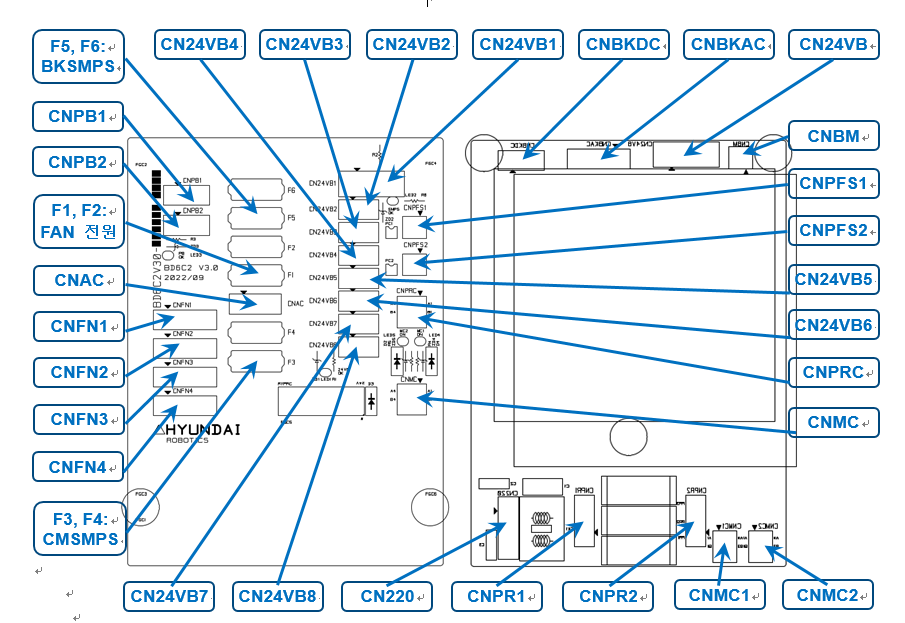 F5, F6:
BKSMPS
CN24VB4
CN24VB3
CN24VB2
CN24VB1
CNBKDC
CNBKAC
CN24VB
CNPB1
CNPB2
F1, F2:
FAN 전원
CNAC
CNFN1
CNFN2
CNFN3
CNFN4
F3, F4:
CMSMPS
CNBM
CNPFS1
CNPFS2
CN24VB5
CN24VB6
CNPRC
CNMC
CN24VB7
CN24VB8
CN220
CNPR1
CNPR2
CNMC1
CNMC2
CNPB1
CNPB2
BD6C2 V3.0
2022/09
BD6C2V30-
CNFN1
CNFN2
CNFN3
CNFN4
HYUNDAI
ROBOTICS
F6
F5
F2
F1
CNAC
F4
F3
CN24VB1
CN24VB2
CN24VB3
CN24VB4
CN24VB5
CN24VB6
CN24VB7
CN24VB8
CNPFS1
CNPFS2
CNPRC
CNMC
CNBKDC
CNBKAC
CN24VB
CNBM
CN220
CNPR1
CNPR2
CNMC1
CNMC2